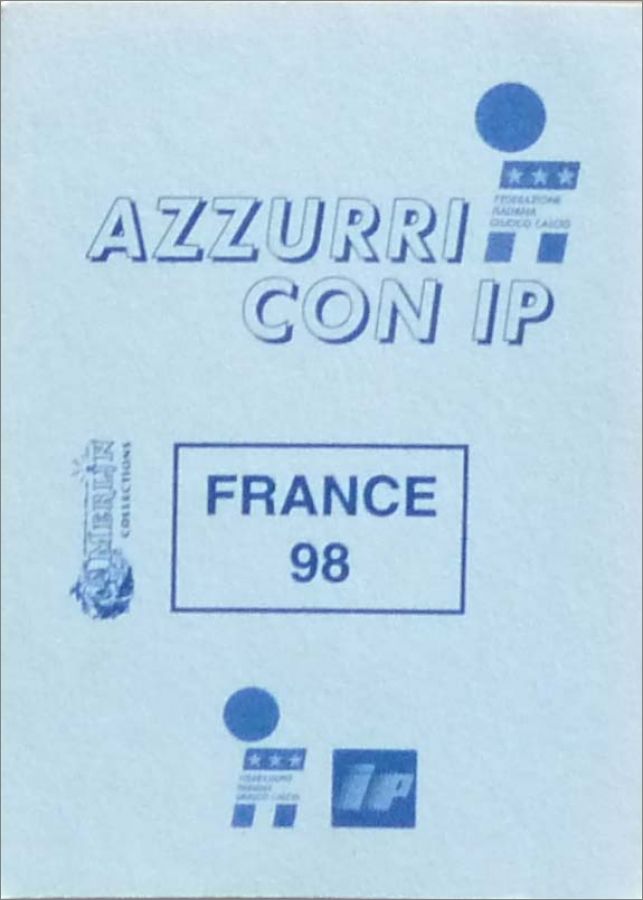 AZZURRI
CON IP
FEDERAZIONE
ITALIANA
GIUOCO CALCIO
MERLIN
COLLECTIONS
FRANCE
98
FEDERAZIONE
ITALIANA
GIUOCO CALCIO
iP